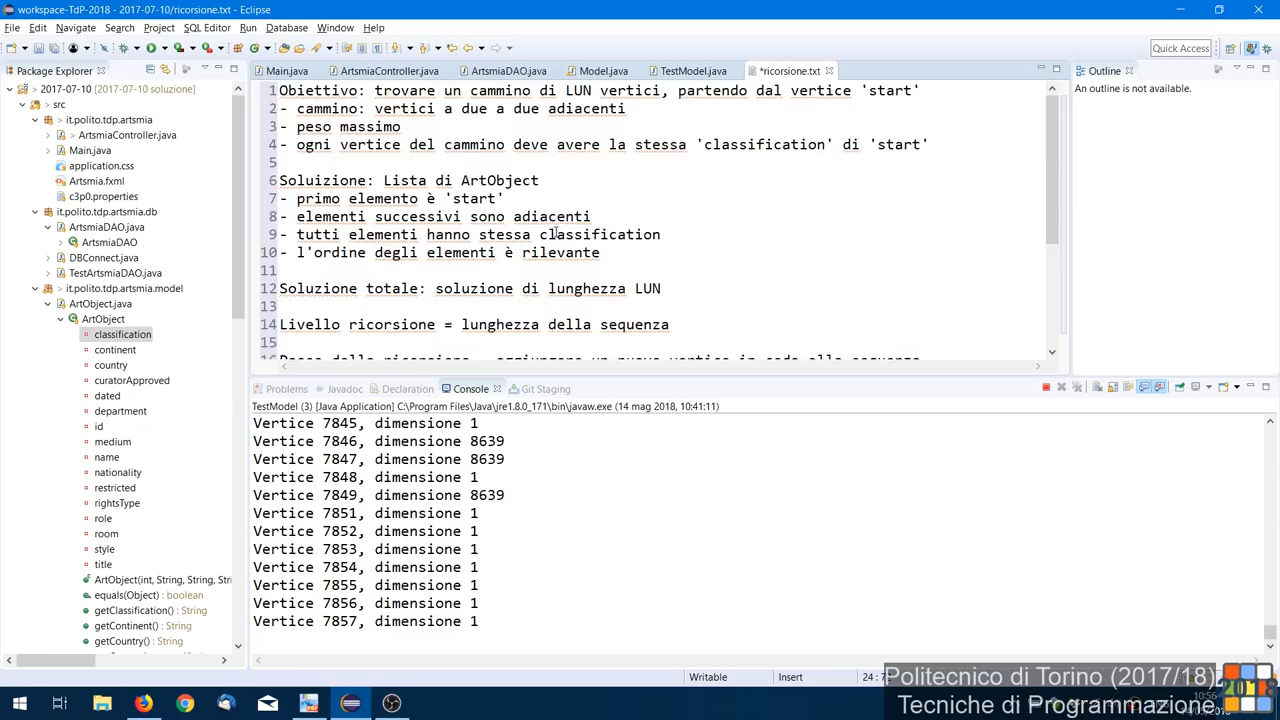 workspace-TdP-2018 - 2017-07-10/ricorsione.txt - Eclipse
File Edit Navigate Search Project SQL Editor Run Database Window Help
Quick Access
Package Explorer
Main.java ArtsmiaController.java ArtsmiaDAO.java Model.java TestModel.java *ricorsione.txt
Outline
An outline is not available.
2017-07-10 [2017-07-10 soluzione]
src
it.polito.tdp.artsmia
ArtsmiaController.java
Main.java
application.css
Artsmia.fxml
c3p0.properties
it.polito.tdp.artsmia.db
ArtsmiaDAO.java
ArtsmiaDAO
DBConnect.java
TestArtsmiaDAO.java
it.polito.tdp.artsmia.model
ArtObject.java
ArtObject
classification
continent
country
curatorApproved
dated
department
id
medium
name
nationality
restricted
rightsType
role
room
style
title
ArtObject(int, String, String, Stri
equals(Object) : boolean
getClassification() : String
getContinent() : String
getCountry() : String
1 Obiettivo: trovare un cammino di LUN vertici, partendo dal vertice 'start'
2 - cammino: vertici a due a due adiacenti
3 - peso massimo
4 - ogni vertice del cammino deve avere la stessa 'classification' di 'start'
5
6 Soluizione: Lista di ArtObject
7 - primo elemento è 'start'
8 - elementi successivi sono adiacenti
9 - tutti elementi hanno stessa classification
10 - l'ordine degli elementi è rilevante
11
12 Soluzione totale: soluzione di lunghezza LUN
13
14 Livello ricorsione = lunghezza della sequenza
15
Problems Javadoc Declaration Console Git Staging
TestModel (3) [Java Application] C:\Program Files\Java\jre1.8.0_171\bin\javaw.exe (14 mag 2018, 10:41:11)
Vertice 7845, dimensione 1
Vertice 7846, dimensione 8639
Vertice 7847, dimensione 8639
Vertice 7848, dimensione 1
Vertice 7849, dimensione 8639
Vertice 7851, dimensione 1
Vertice 7852, dimensione 1
Vertice 7853, dimensione 1
Vertice 7854, dimensione 1
Vertice 7855, dimensione 1
Vertice 7856, dimensione 1
Vertice 7857, dimensione 1
Writable Insert 24 : 7
Politecnico di Torino (2017/18)
Tecniche di Programmazione
2018
10:56